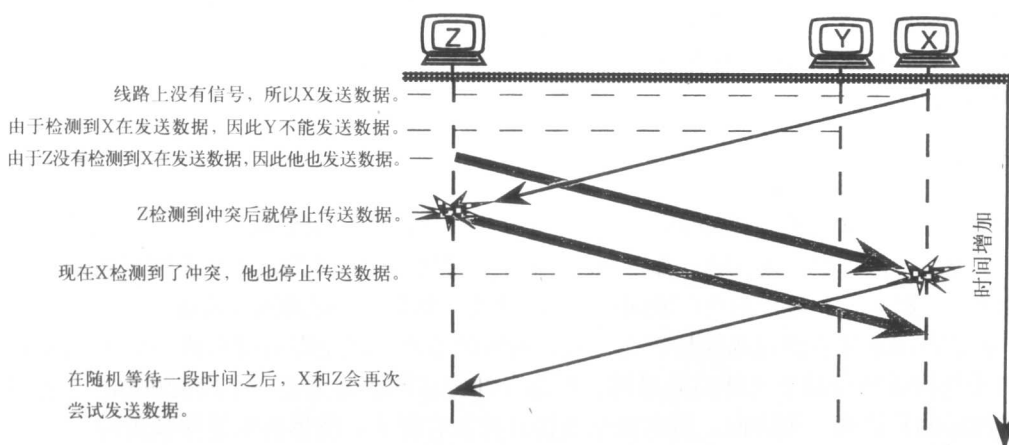 Z
Y
X
线路上没有信号，所以X发送数据。
由于检测到X在发送数据，因此Y不能发送数据。
由于Z没有检测到X在发送数据，因此他也发送数据。
Z检测到冲突后就停止传送数据。
现在X检测到了冲突，他也停止传送数据。
在随机等待一段时间之后，X和Z会再次
尝试发送数据。
时间增加